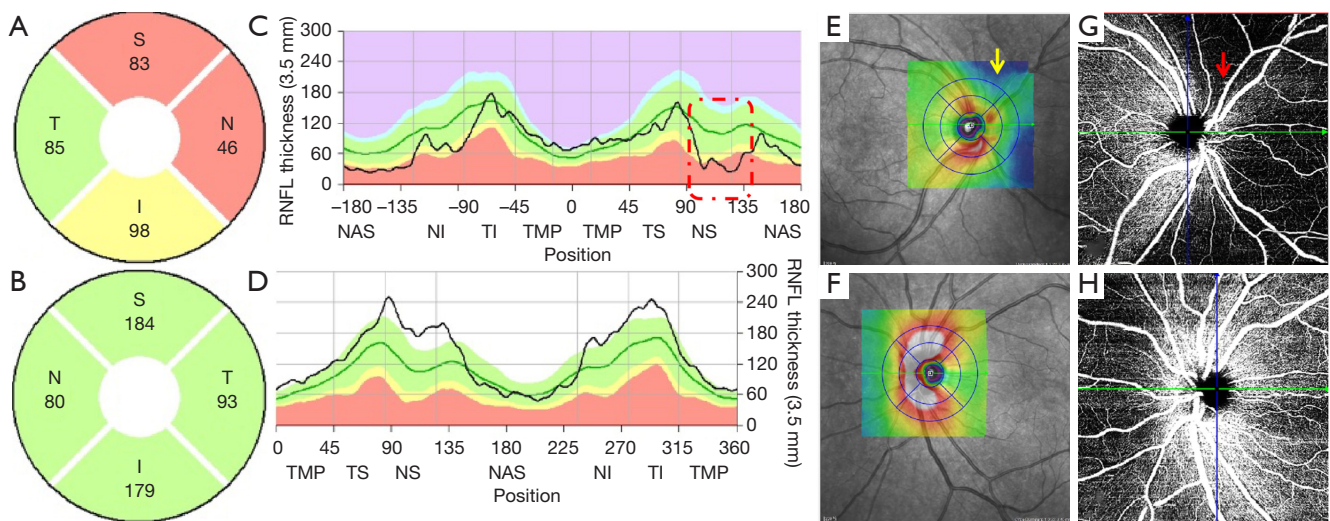 A
S
83
T
85
N
46
I
98
B
S
184
N
80
T
93
I
179
C
RNFL thickness (3.5 mm)
300
240
180
120
60
0
−180 −135 −90 −45 0 45 90 135 180
NAS NI TI TMP TMP TS NS NAS
Position
D
300
240
180
120
60
0
RNFL thickness (3.5 mm)
0 45 90 135 180 225 270 315 360
TMP TS NS NAS NI TI TMP
Position
E
F
G
H